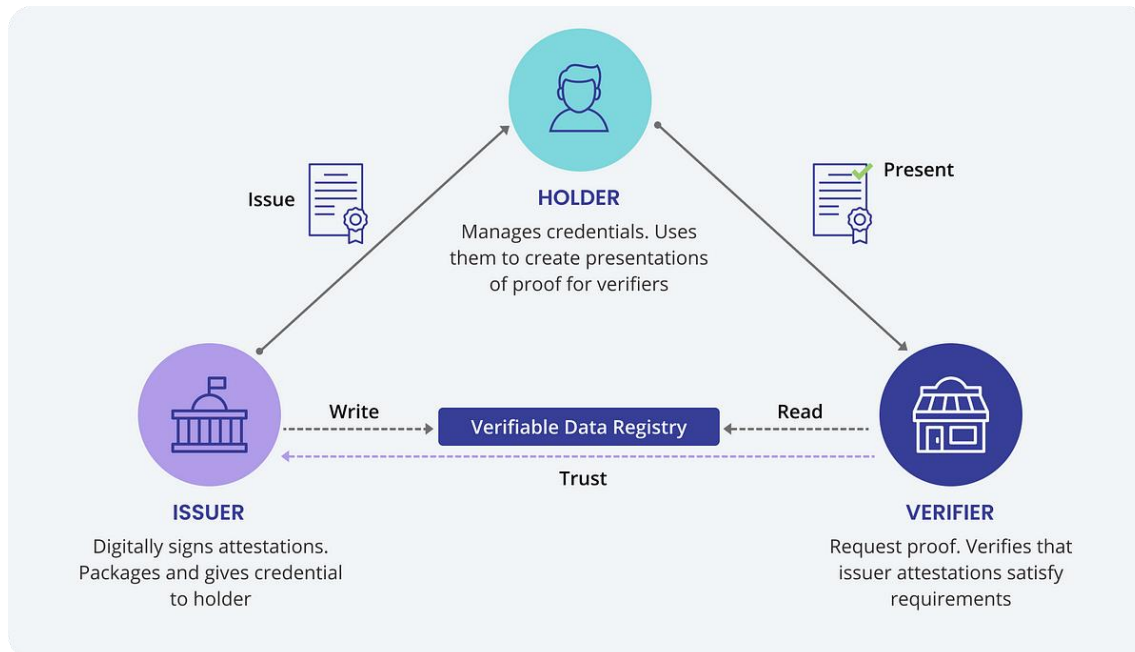 HOLDER
Manages credentials. Uses
them to create presentations
of proof for verifiers
Issue
Present
Write
Verifiable Data Registry
Read
Trust
ISSUER
Digitally signs attestations.
Packages and gives credential
to holder
VERIFIER
Request proof. Verifies that
issuer attestations satisfy
requirements